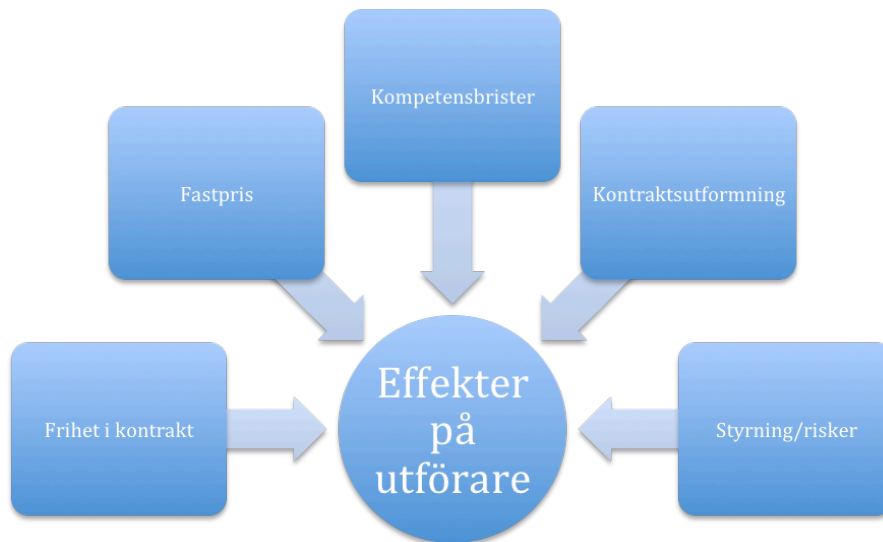 Kompetensbrister
Fastpris
Kontraktsutformning
Frihet i kontrakt
Effekter
på
utförare
Styrning/risker